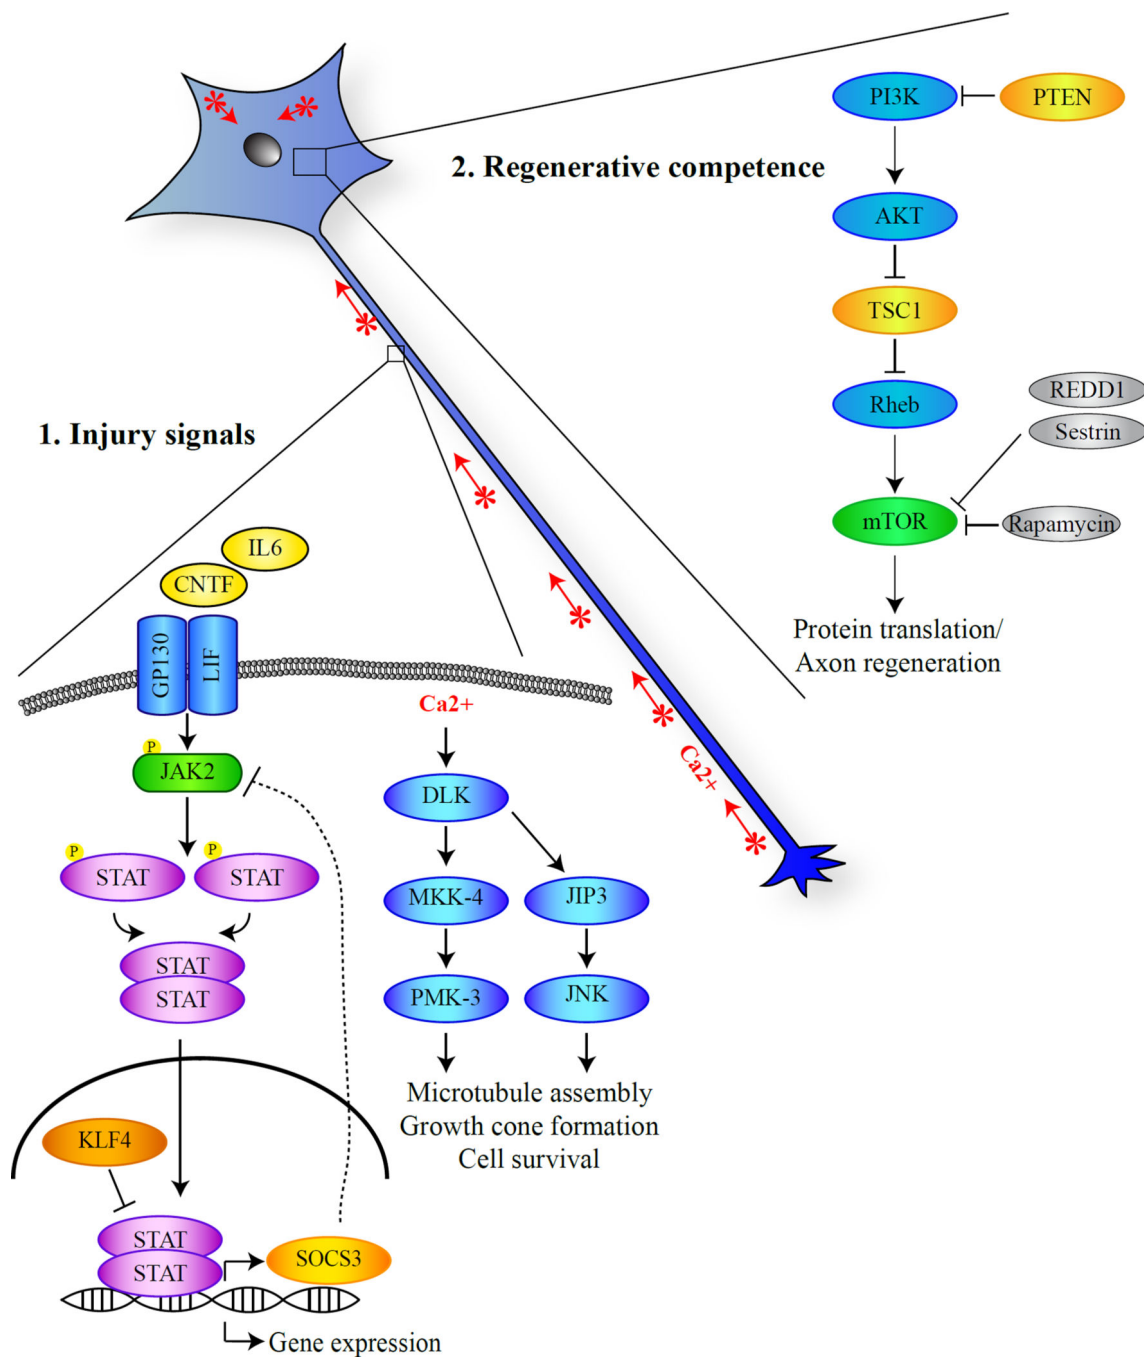 PI3K
PTEN
2. Regenerative competence
AKT
TSC1
Rheb
REDD1
Sestrin
mTOR
Rapamycin
Protein translation/
Axon regeneration
1. Injury signals
IL6
CNTF
GP130
LIF
Ca2+
Ca2+
P
JAK2
DLK
P
STAT
P
STAT
MKK-4
JIP3
STAT
STAT
PMK-3
JNK
Microtubule assembly
Growth cone formation
Cell survival
KLF4
STAT
STAT
SOCS3
Gene expression